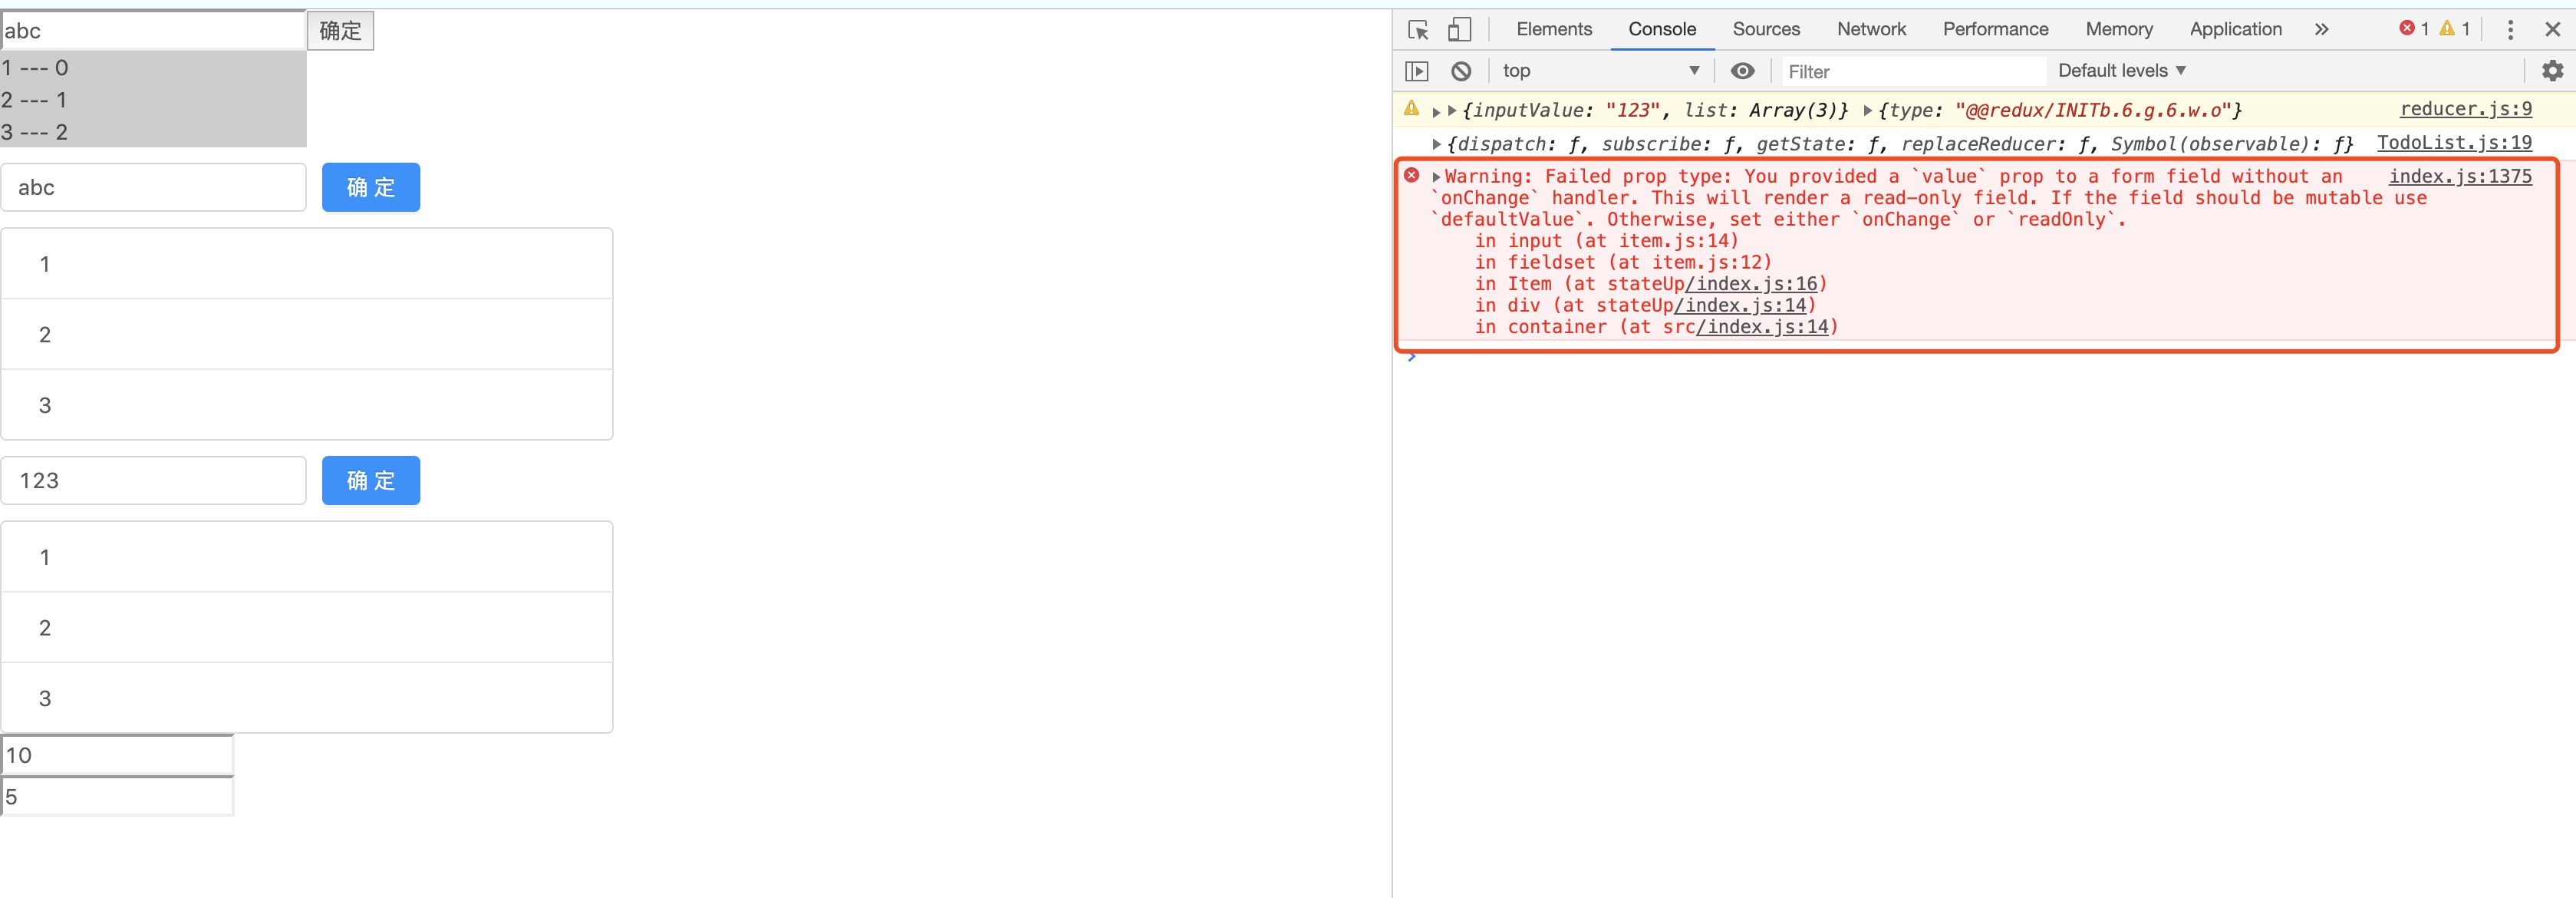 abc 确定
1 --- 0
2 --- 1
3 --- 2
abc 确 定
1
2
3
123 确 定
1
2
3
10
5
Elements Console Sources Network Performance Memory Application » 1 1
top Filter Default levels
{inputValue: "123", list: Array(3)} {type: "@@redux/INITb.6.g.6.w.o"} reducer.js:9
{dispatch: ƒ, subscribe: ƒ, getState: ƒ, replaceReducer: ƒ, Symbol(observable): ƒ} TodoList.js:19
Warning: Failed prop type: You provided a `value` prop to a form field without an index.js:1375
`onChange` handler. This will render a read-only field. If the field should be mutable use
`defaultValue`. Otherwise, set either `onChange` or `readOnly`.
in input (at item.js:14)
in fieldset (at item.js:12)
in Item (at stateUp/index.js:16)
in div (at stateUp/index.js:14)
in container (at src/index.js:14)